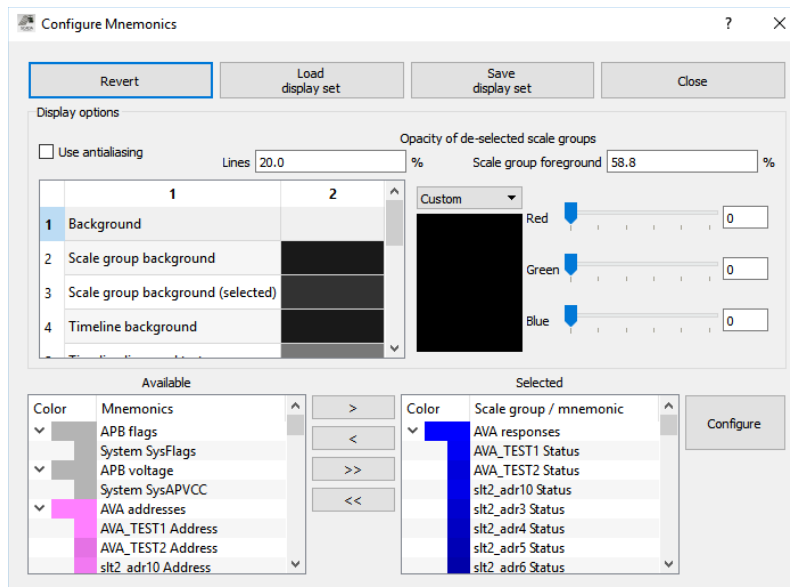 Configure Mnemonics ?
Revert
Load
display set
Save
display set
Close
Display options
Opacity of de-selected scale groups
Use antialiasing
Lines 20.0 %
Scale group foreground 58.8 %
1 2
1 Background
2 Scale group background
3 Scale group background (selected)
4 Timeline background
Custom
Red 0
Green 0
Blue 0
Available
Color Mnemonics
APB flags
System SysFlags
APB voltage
System SysAPVCC
AVA addresses
AVA_TEST1 Address
AVA_TEST2 Address
slt2_adr10 Address
>
<
>>
<<
Selected
Color Scale group / mnemonic
AVA responses
AVA_TEST1 Status
AVA_TEST2 Status
slt2_adr10 Status
slt2_adr3 Status
slt2_adr4 Status
slt2_adr5 Status
slt2_adr6 Status
Configure